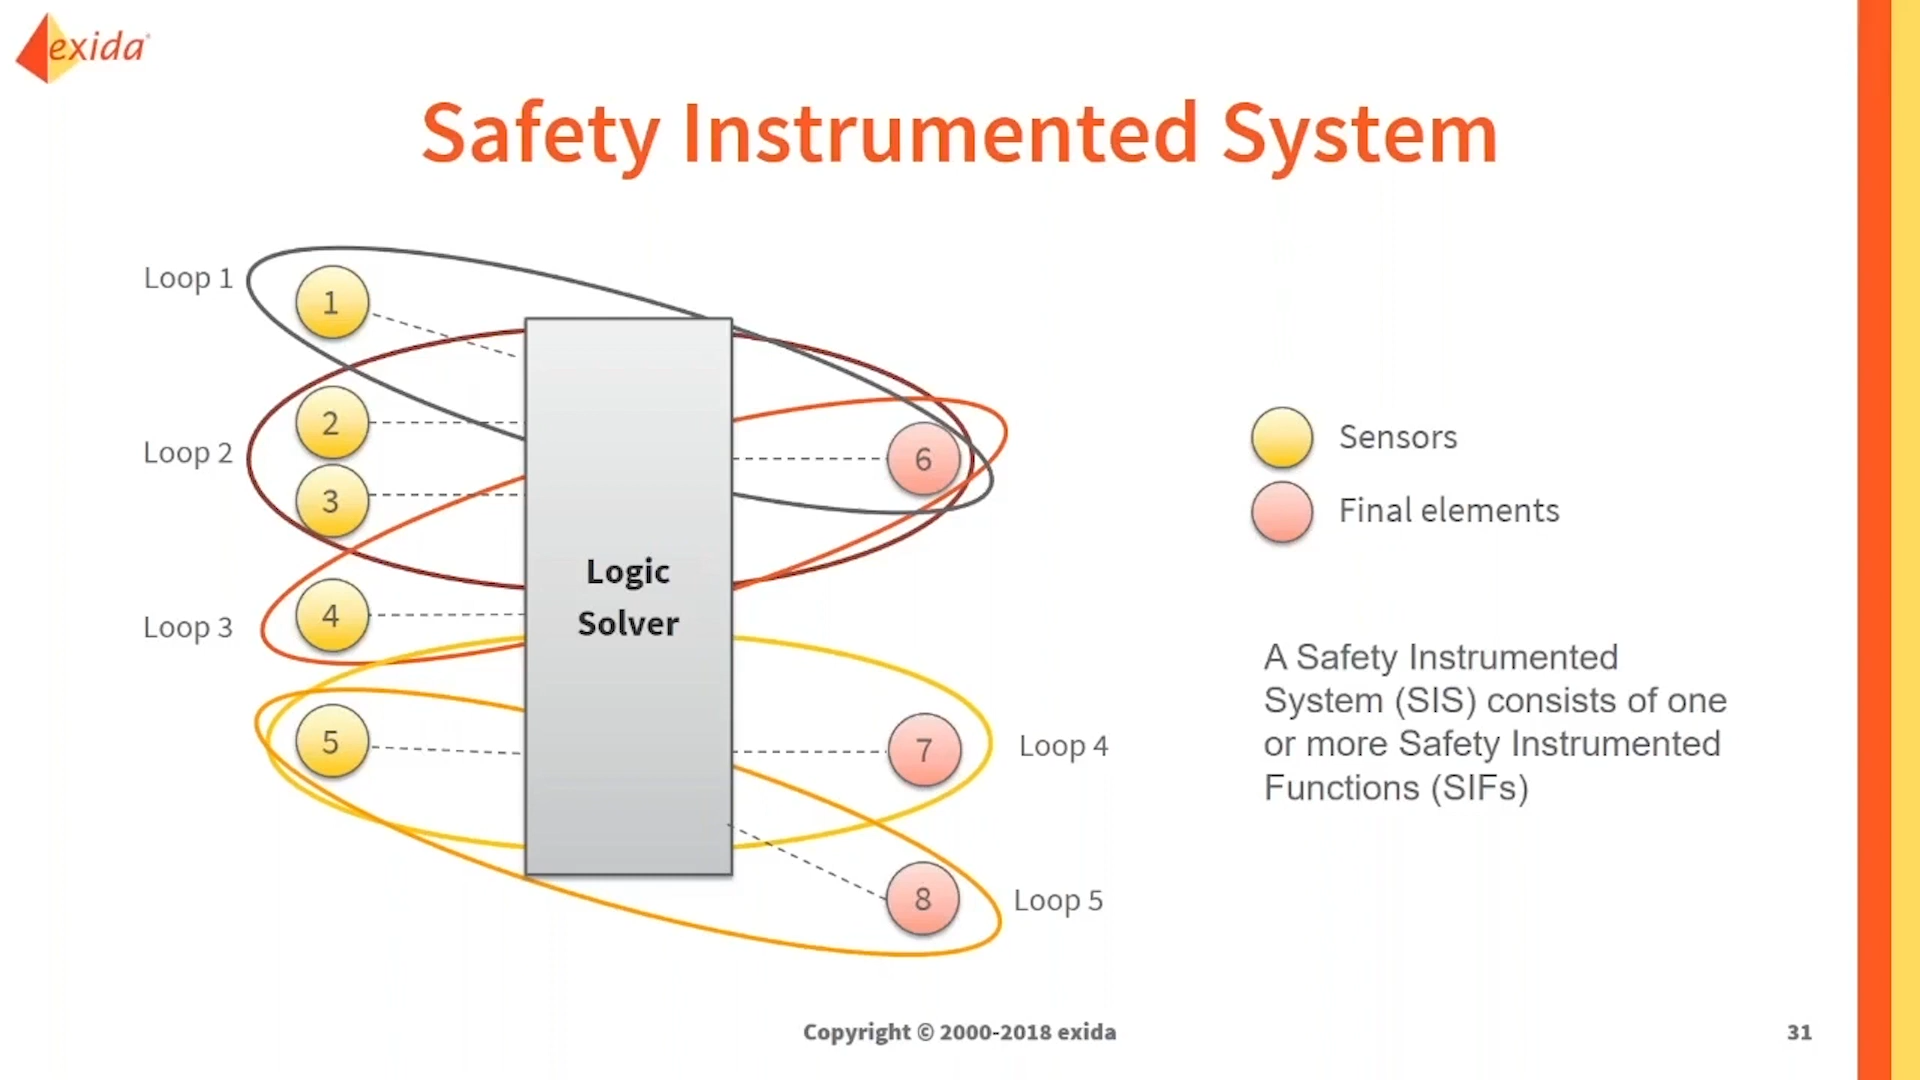 exida
Safety Instrumented System
Loop 1
1
2
Loop 2
3
4
Loop 3
5
Logic
Solver
6
7
Loop 4
8
Loop 5
Sensors
Final elements
A Safety Instrumented
System (SIS) consists of one
or more Safety Instrumented
Functions (SIFs)
Copyright © 2000-2018 exida
31